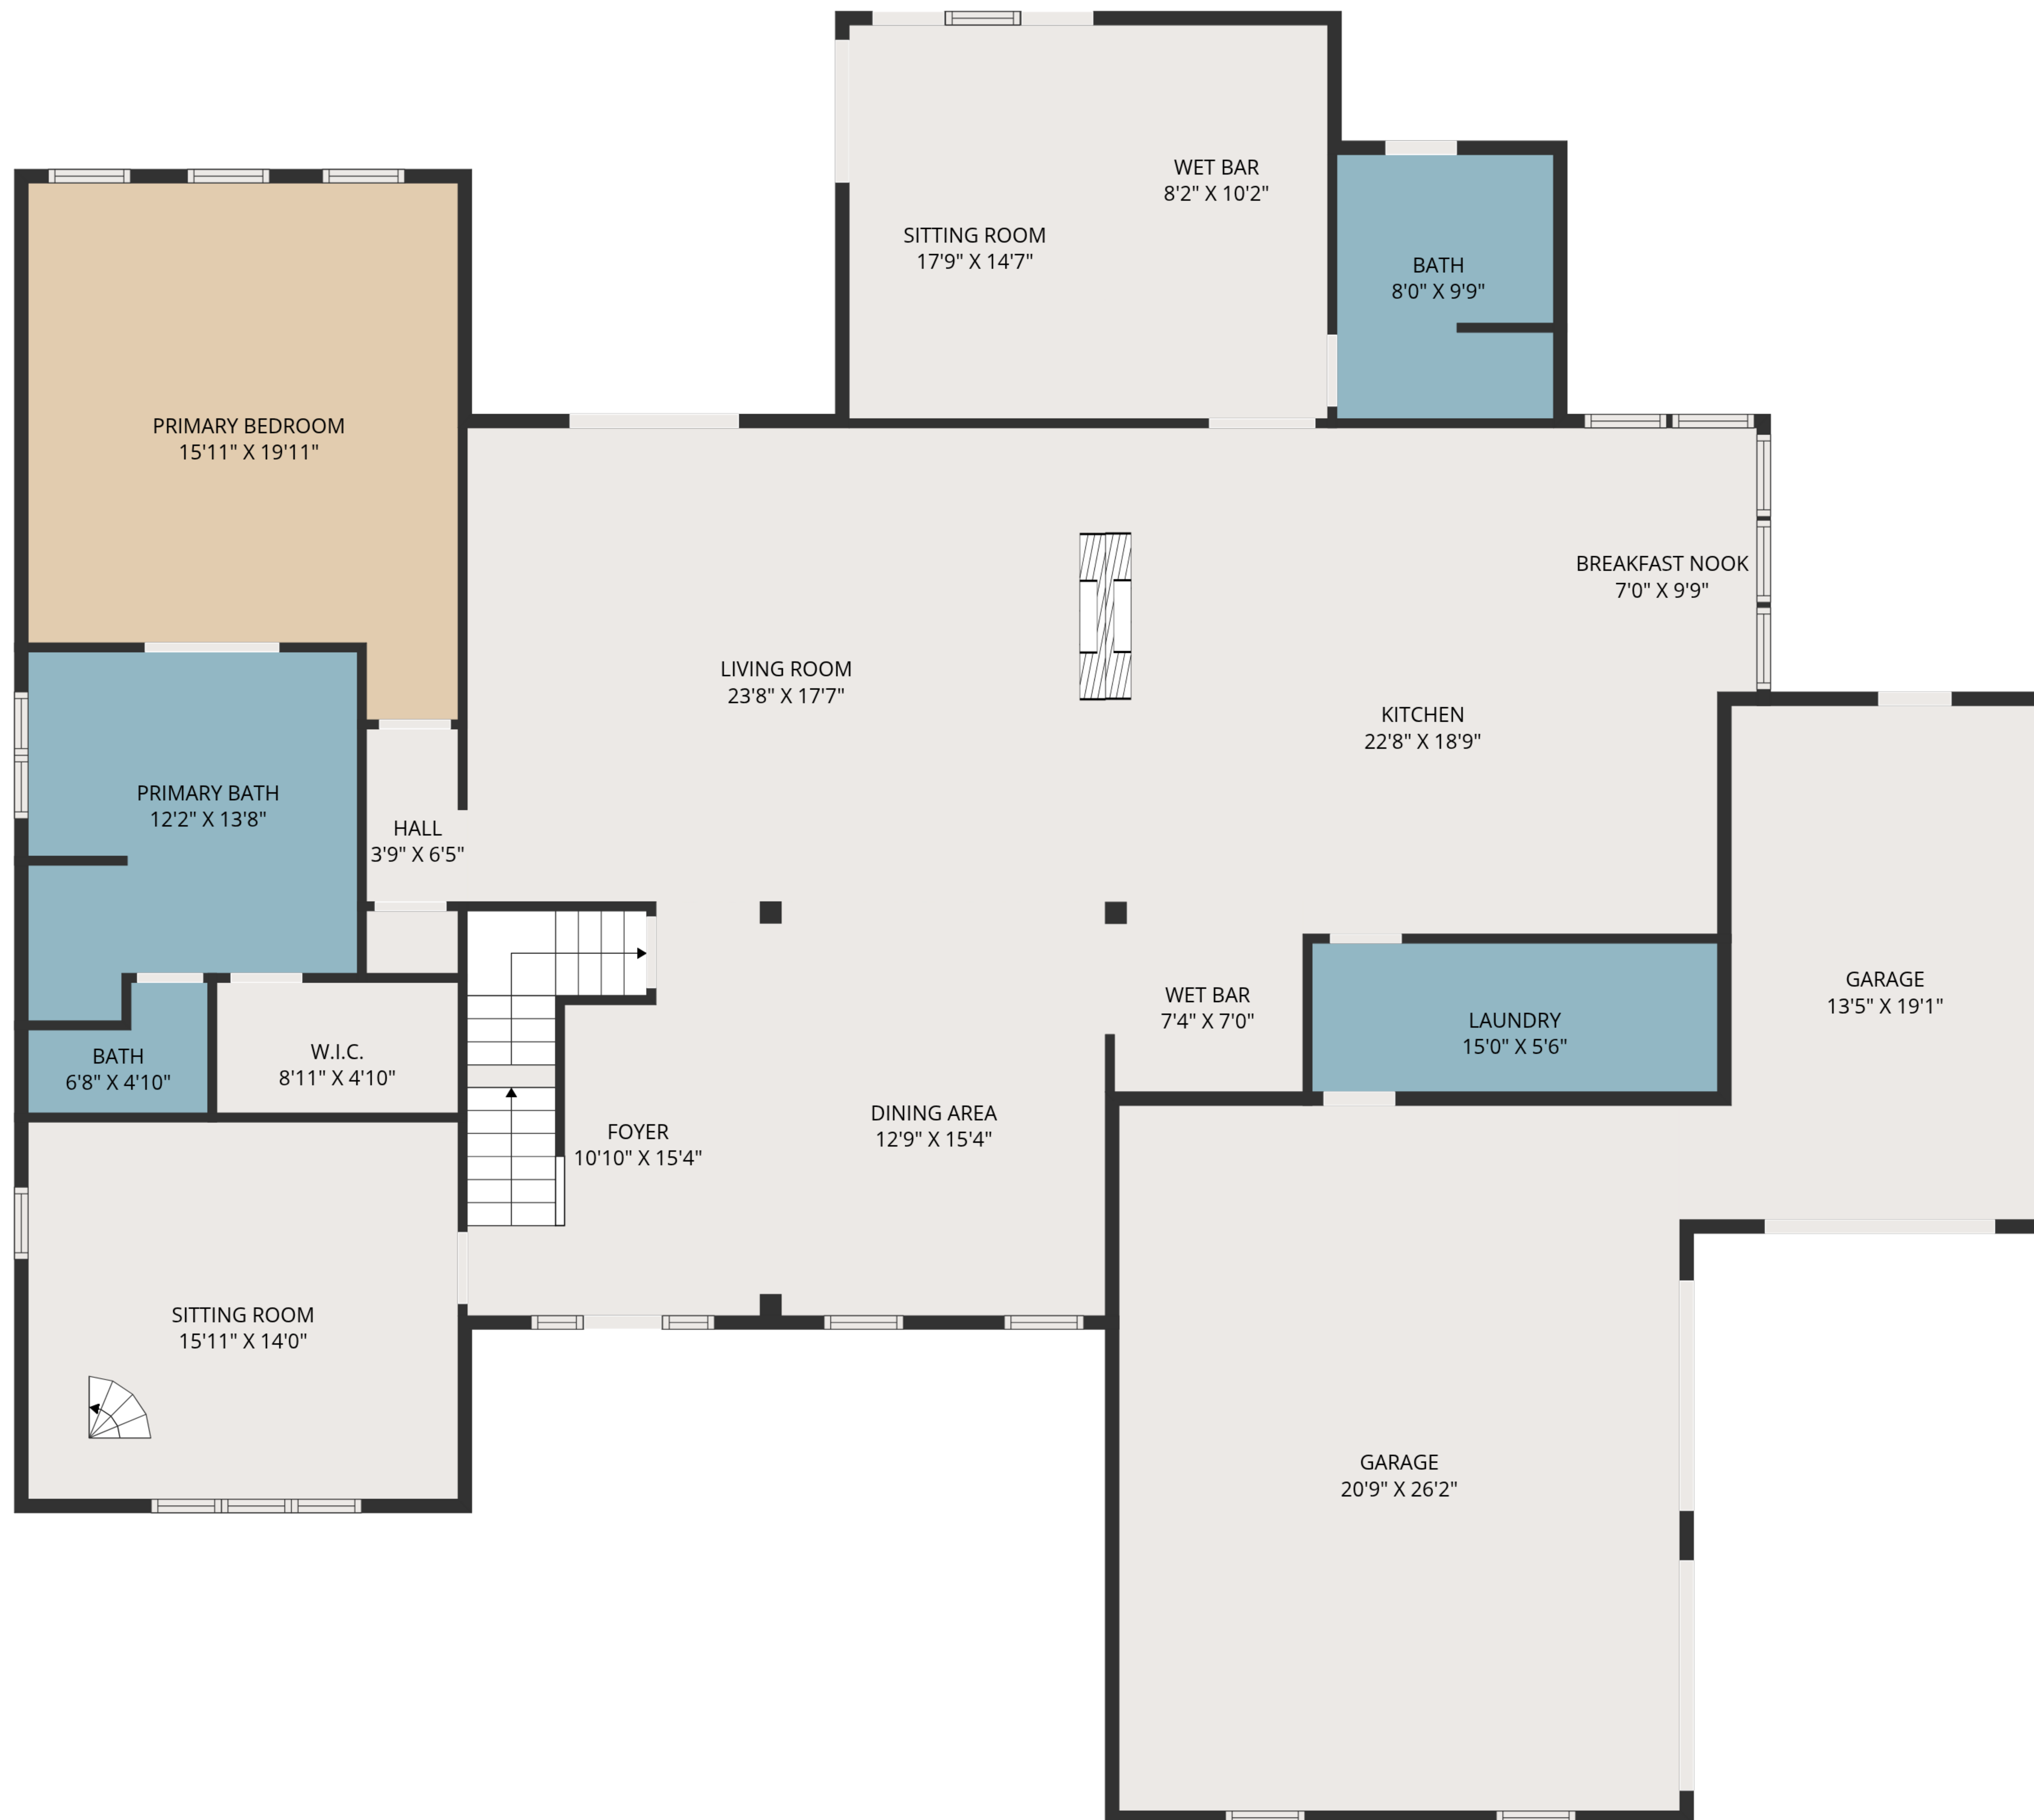 WET BAR
8'2" X 10'2"
SITTING ROOM
17'9" X 14'7"
BATH
8'0" X 9'9"
PRIMARY BEDROOM
15'11" X 19'11"
BREAKFAST NOOK
7'0" X 9'9"
LIVING ROOM
23'8" X 17'7"
KITCHEN
22'8" X 18'9"
PRIMARY BATH
12'2" X 13'8"
HALL
3'9" X 6'5"
GARAGE
13'5" X 19'1"
WET BAR
7'4" X 7'0"
LAUNDRY
15'0" X 5'6"
BATH
6'8" X 4'10"
W.I.C.
8'11" X 4'10"
DINING AREA
12'9" X 15'4"
FOYER
10'10" X 15'4"
SITTING ROOM
15'11" X 14'0"
GARAGE
20'9" X 26'2"